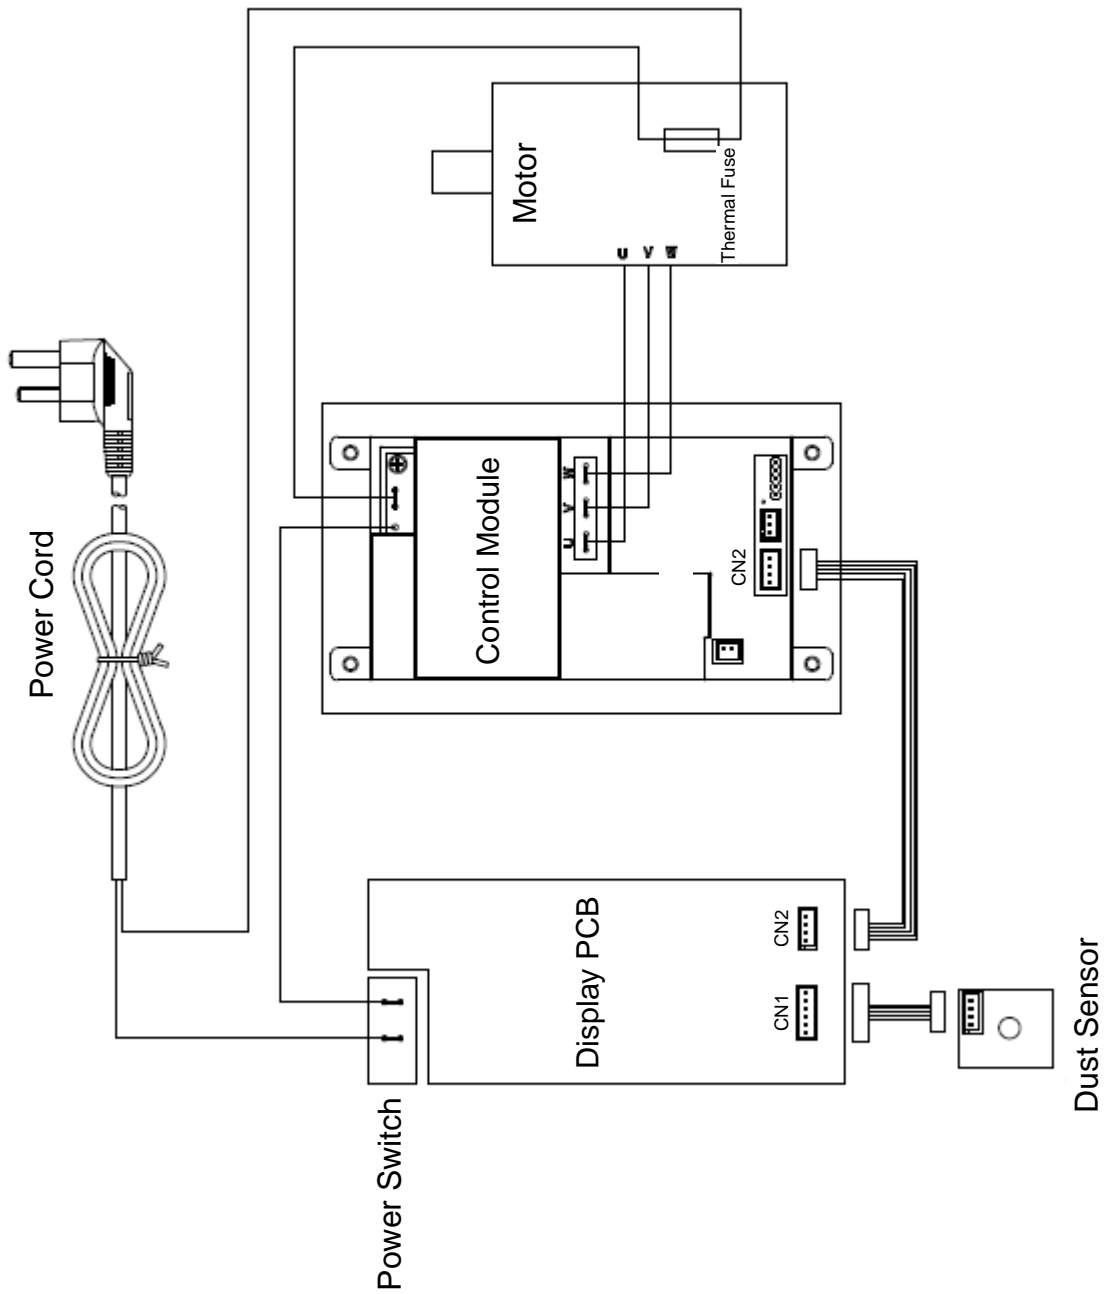 Power Cord
Power Switch
Control Module
Motor
U V W
Display PCB
U V W
Thermal Fuse
CN2
CN1
CN2
Dust Sensor